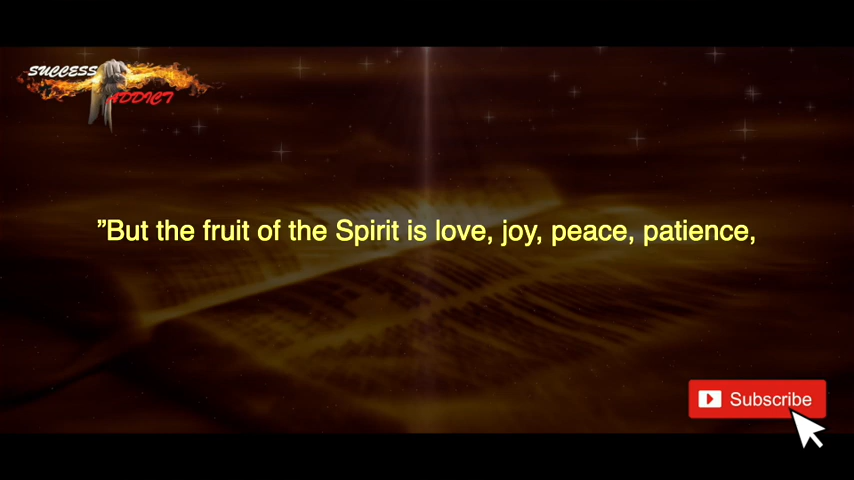 SUCCESS
ADDICT
”But the fruit of the Spirit is love, joy, peace, patience,
Subscribe